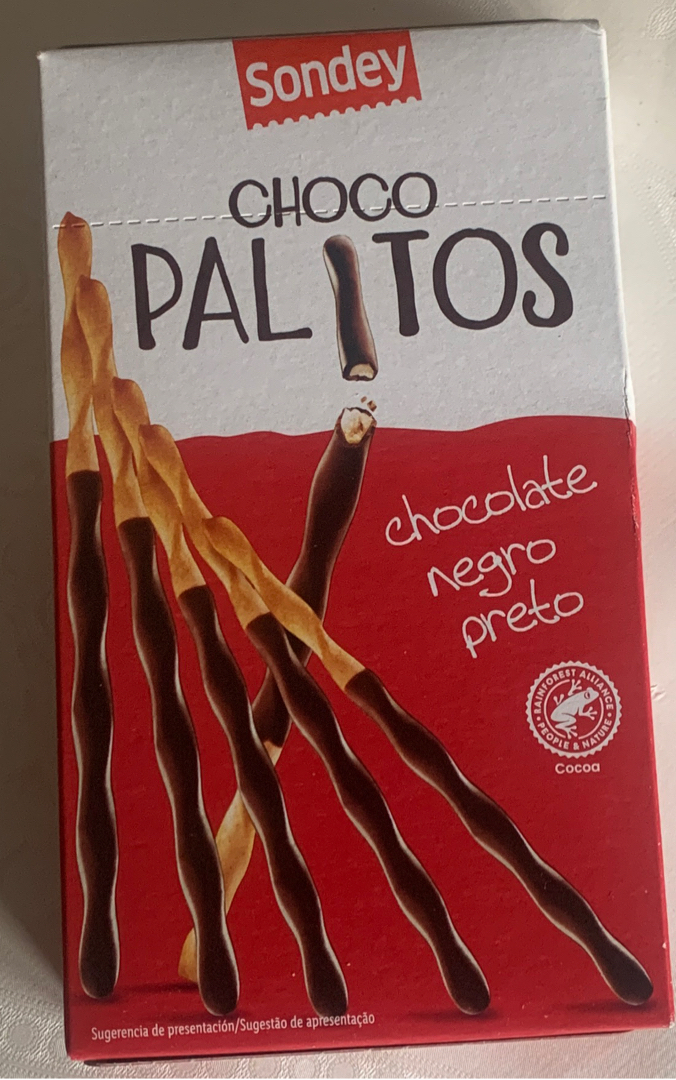 Sondey
CHOCO
PALITOS
chocolate
negro
preto
RAINFOREST ALLIANCE
PEOPLE & NATURE
Cocoa
Sugerencia de presentación/Sugestão de apresentação